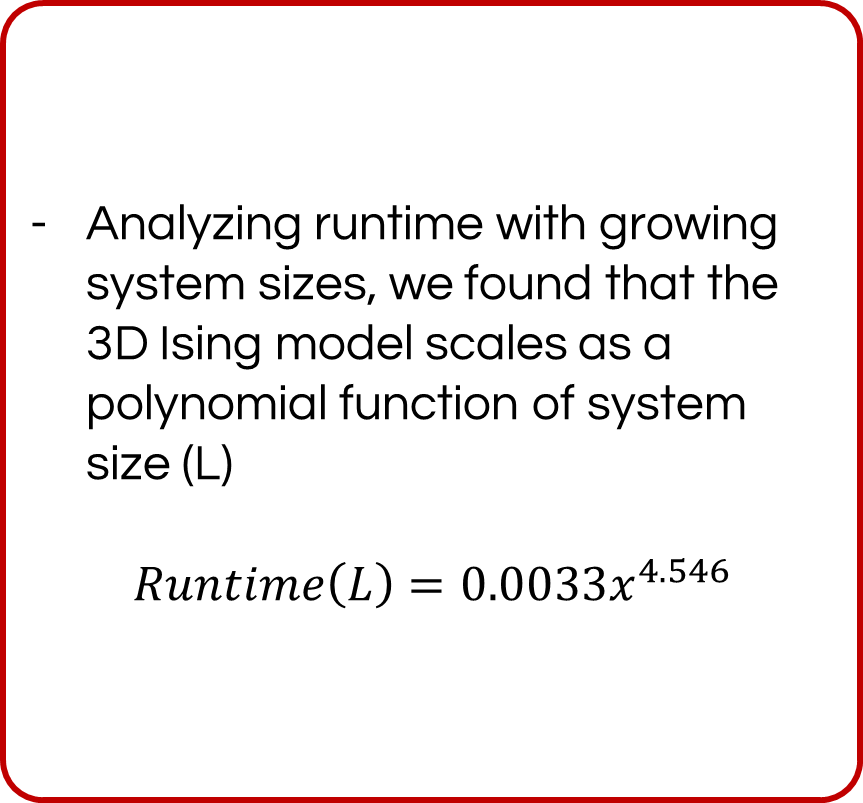 - Analyzing runtime with growing
system sizes, we found that the
3D Ising model scales as a
polynomial function of system
size (L)
Runtime(L) = 0.0033x^4.546